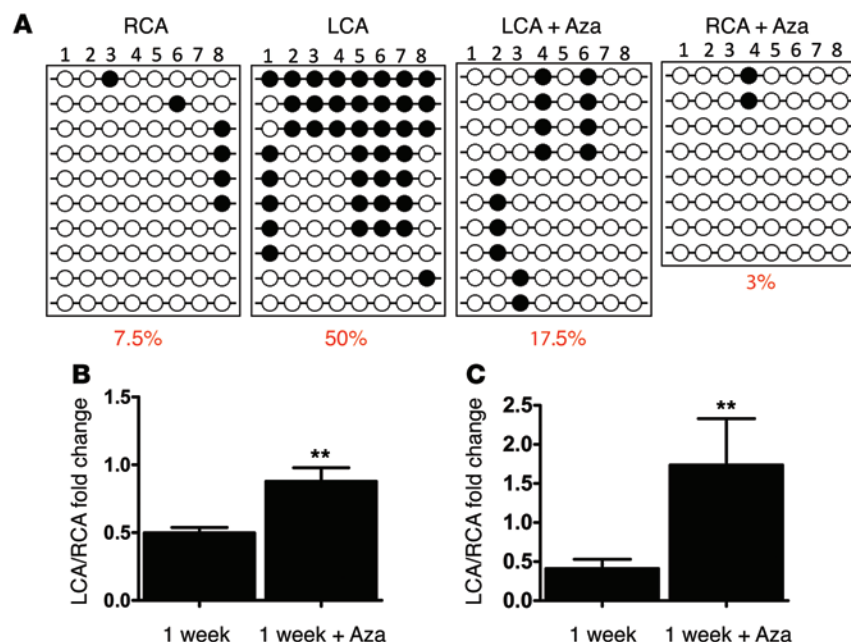 A
RCA
LCA
LCA + Aza
RCA + Aza
1 2 3 4 5 6 7 8
1 2 3 4 5 6 7 8
1 2 3 4 5 6 7 8
1 2 3 4 5 6 7 8
7.5%
50%
17.5%
3%
B
LCA/RCA fold change
1.5
1.0
0.5
0.0
**
1 week
1 week + Aza
C
LCA/RCA fold change
2.5
2.0
1.5
1.0
0.5
0.0
**
1 week
1 week + Aza